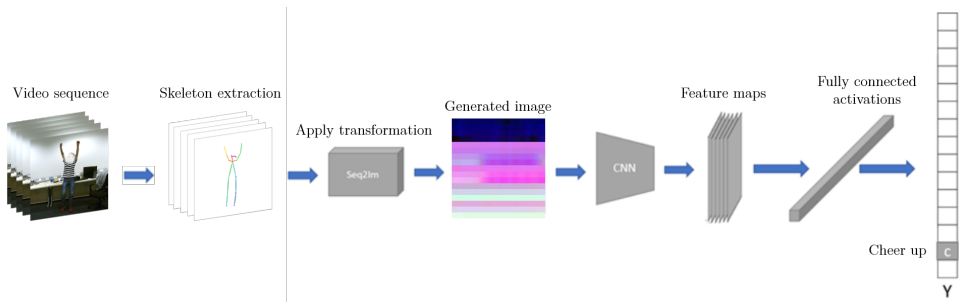 Video sequence
Skeleton extraction
Apply transformation
Seq2Im
Generated image
CNN
Feature maps
Fully connected
activations
Cheer up
C
Y